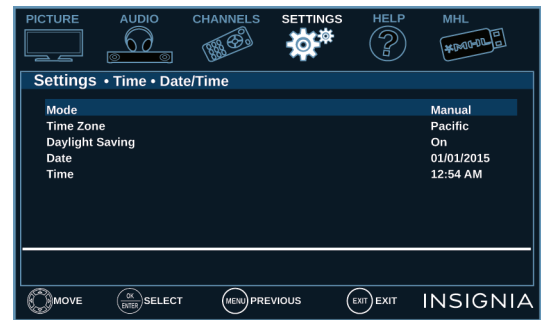 PICTURE AUDIO CHANNELS SETTINGS HELP MHL
MHL
Settings • Time • Date/Time
Mode Manual
Time Zone Pacific
Daylight Saving On
Date 01/01/2015
Time 12:54 AM
MOVE OK ENTER SELECT MENU PREVIOUS EXIT EXIT INSIGNIA